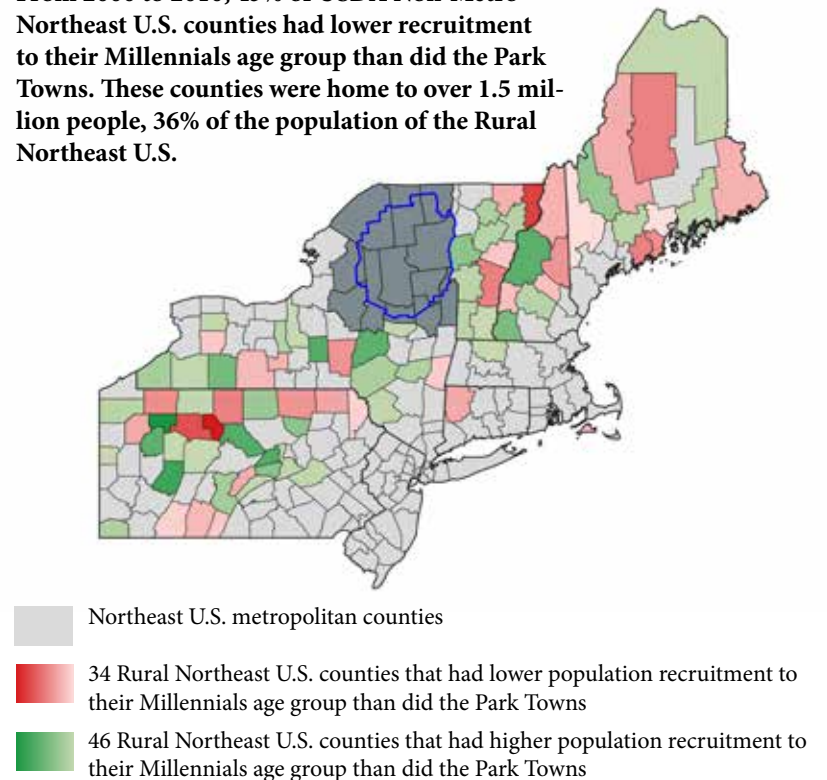 From to of USDA Non-Metro
Northeast U.S. counties had lower recruitment
to their Millennials age group than did the Park
Towns. These counties were home to over 1.5 mil-
lion people, 36% of the population of the Rural
Northeast U.S.
Northeast U.S. metropolitan counties
34 Rural Northeast U.S. counties that had lower population recruitment to
their Millennials age group than did the Park Towns
46 Rural Northeast U.S. counties that had higher population recruitment to
their Millennials age group than did the Park Towns